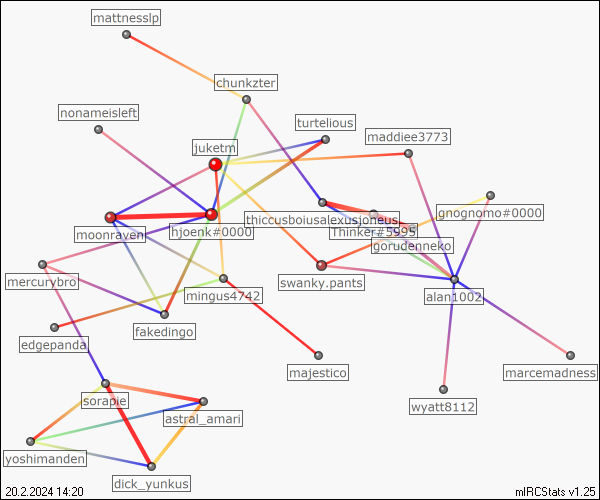 mattnesslp
chunkzter
nonameisleft
turtelious
maddiee3773
juketm
gnognomo#0000
thiccusboiusalexusjoneus
moonraven
hjoenk#0000
Thinker#5995
gorudenneko
mercurybro
mingus4742
swanky.pants
alan1002
fakedingo
edgepanda
majestico
marcemadness
sorapie
wyatt8112
astral_amari
yoshimanden
dick_yunkus
20.2.2024 14:20
mIRCStats v1.25